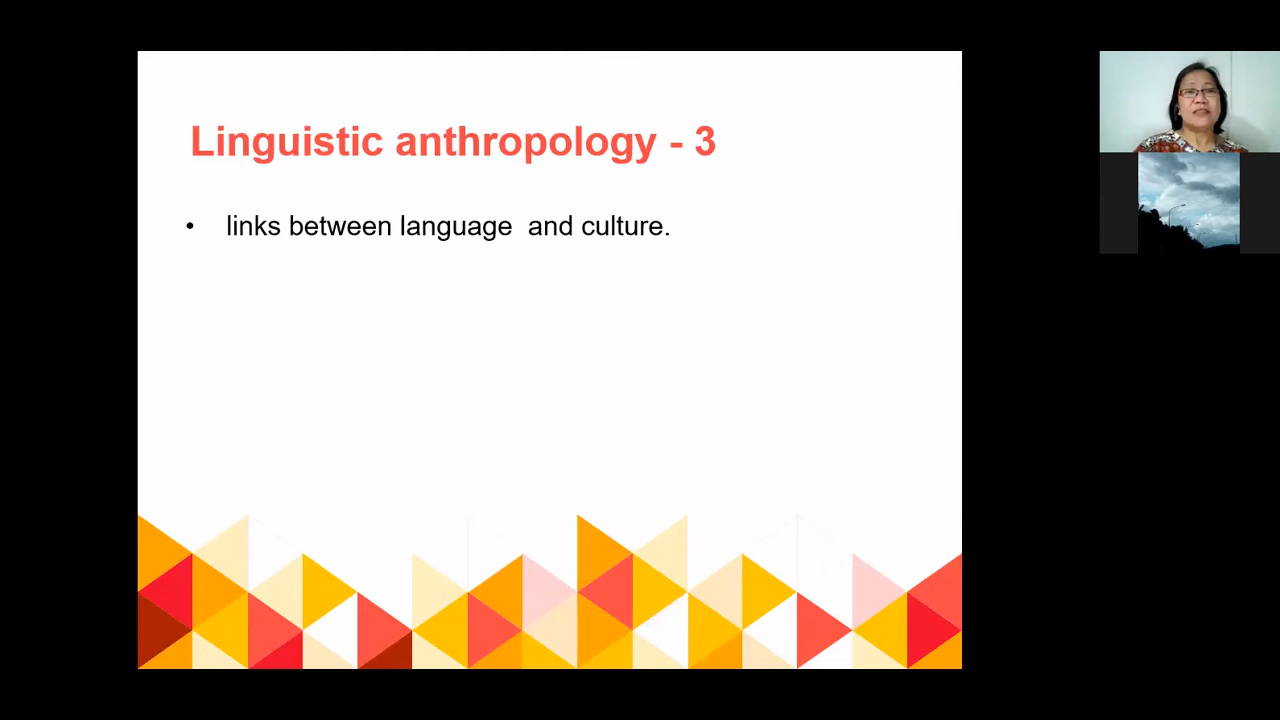 Linguistic anthropology - 3
• links between language  and culture.